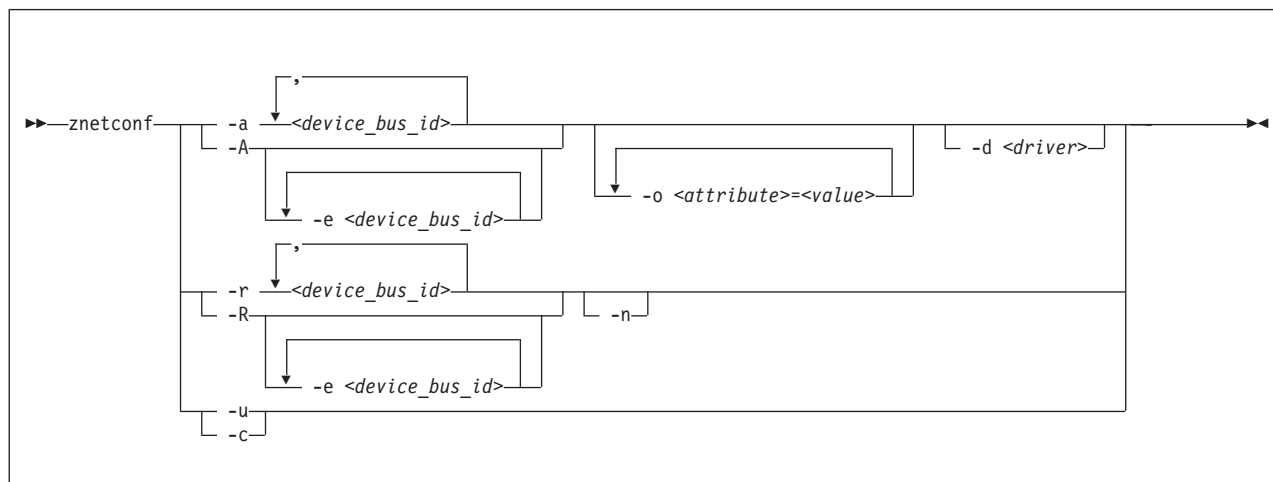 ,
znetconf -a <device_bus_id>
-A
-d <driver>
-e <device_bus_id>
-o <attribute>=<value>
,
-r <device_bus_id>
-R
-n
-e <device_bus_id>
-u
-c